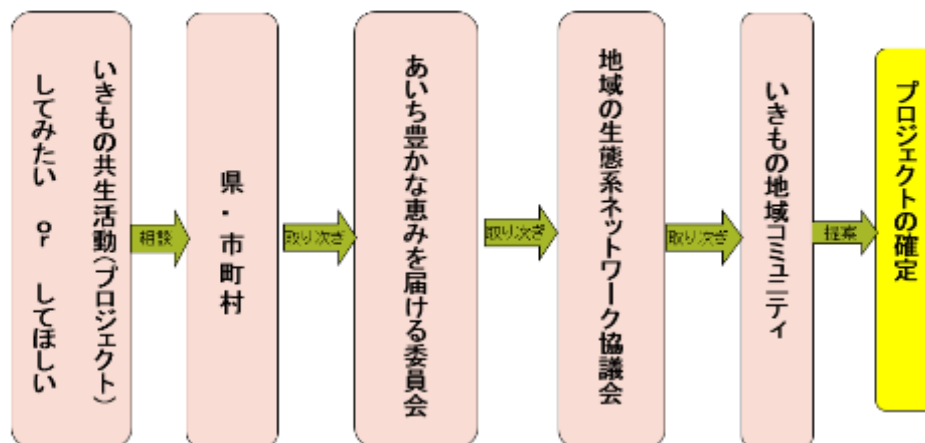 いきもの共生活動(プロジェクト)
してみたい or してほしい
相談
県・市町村
取り次ぎ
あいち豊かな恵みを届ける委員会
取り次ぎ
地域の生態系ネットワーク協議会
取り次ぎ
いきもの地域コミュニティ
提案
プロジェクトの確定